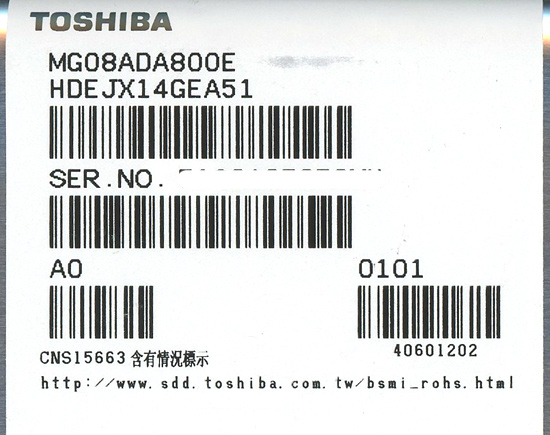 TOSHIBA
MG08ADA800E
HDEJX14GEA51
SER.NO.
A0
0101
40601202
CNS15663 含有情況標示
http://www.sdd.toshiba.com.tw/bsmi_rohs.html